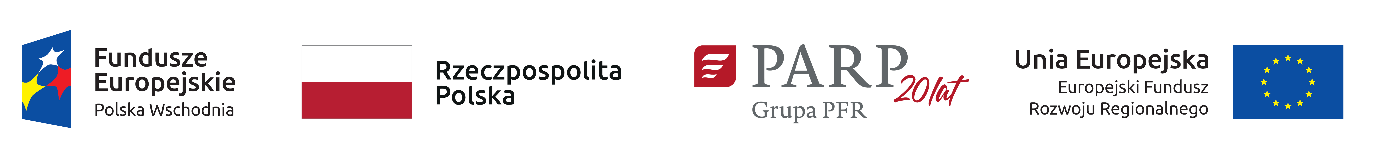 Fundusze
Europejskie
Polska Wschodnia
Rzeczpospolita
Polska
PARP
20 lat
Grupa PFR
Unia Europejska
Europejski Fundusz
Rozwoju Regionalnego